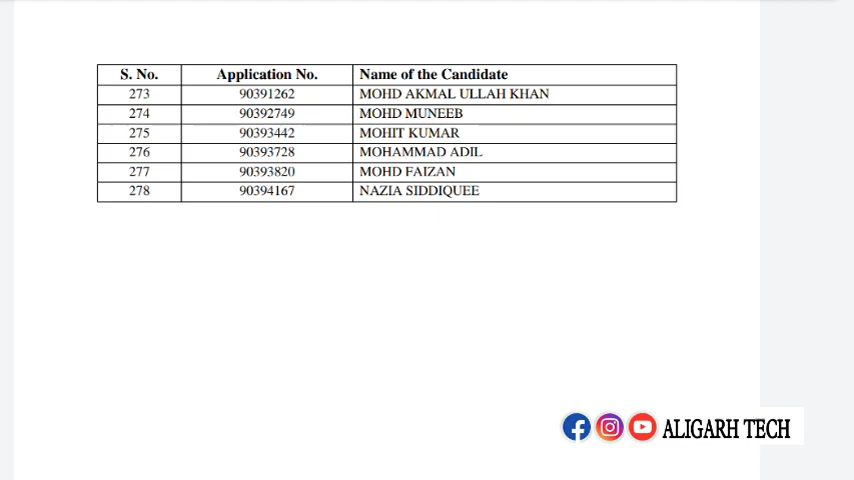 S. No. Application No. Name of the Candidate
273 90391262 MOHD AKMAL ULLAH KHAN
274 90392749 MOHD MUNEEB
275 90393442 MOHIT KUMAR
276 90393728 MOHAMMAD ADIL
277 90393820 MOHD FAIZAN
278 90394167 NAZIA SIDDIQUEE
ALIGARH TECH